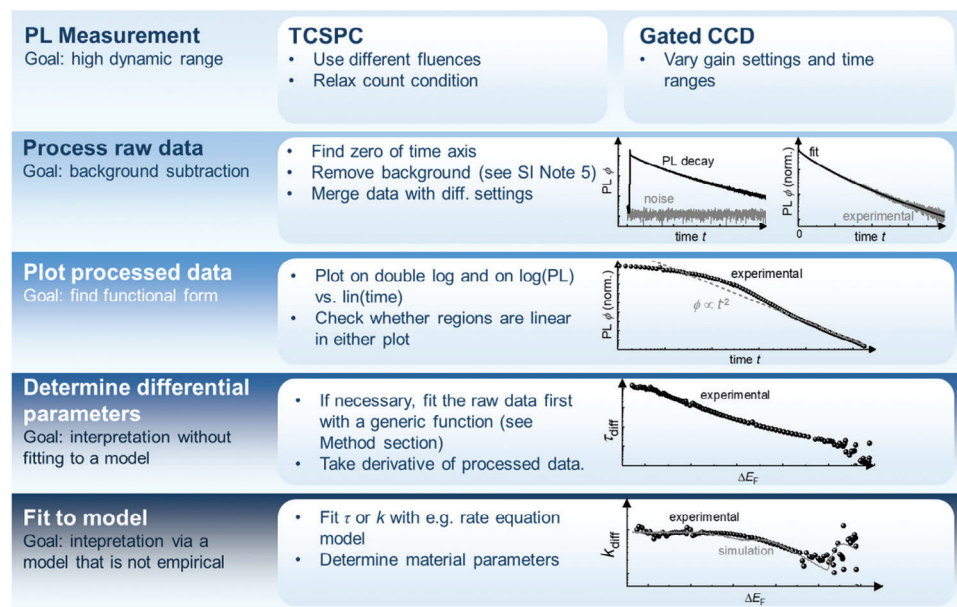 PL Measurement
Goal: high dynamic range
TCSPC
• Use different fluences
• Relax count condition
Gated CCD
• Vary gain settings and time
ranges
Process raw data
Goal: background subtraction
• Find zero of time axis
• Remove background (see SI Note 5)
• Merge data with diff. settings
PL ϕ
PL decay
noise
time t
PL ϕ (norm.)
fit
experimental
0
time t
Plot processed data
Goal: find functional form
• Plot on double log and on log(PL)
vs. lin(time)
• Check whether regions are linear
in either plot
PL ϕ (norm.)
experimental
ϕ ∝ t⁻²
time t
Determine differential
parameters
Goal: interpretation without
fitting to a model
• If necessary, fit the raw data first
with a generic function (see
Method section)
• Take derivative of processed data.
τdiff
experimental
ΔEF
Fit to model
Goal: intepretation via a
model that is not empirical
• Fit τ or k with e.g. rate equation
model
• Determine material parameters
kdiff
experimental
simulation
ΔEF